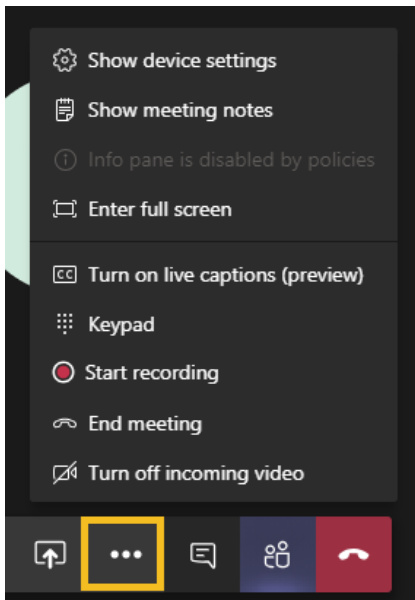 Show device settings
Show meeting notes
Info pane is disabled by policies
Enter full screen
CC Turn on live captions (preview)
Keypad
Start recording
End meeting
Turn off incoming video